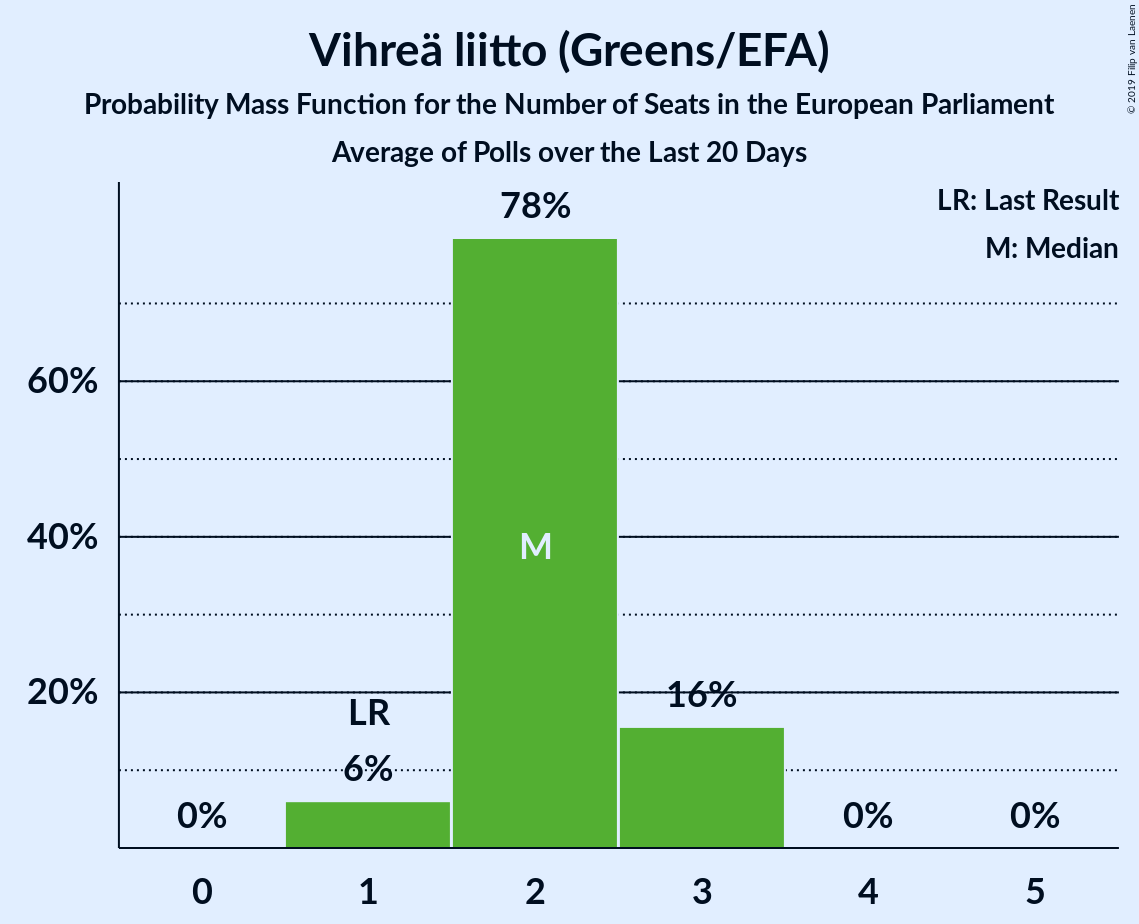 Vihreä liitto (Greens/EFA)
Probability Mass Function for the Number of Seats in the European Parliament
Average of Polls over the Last 20 Days
© 2019 Filip van Laenen
LR: Last Result
M: Median
78%
60%
40%
M
20%
16%
LR
6%
0%
0%
0%
0 1 2 3 4 5